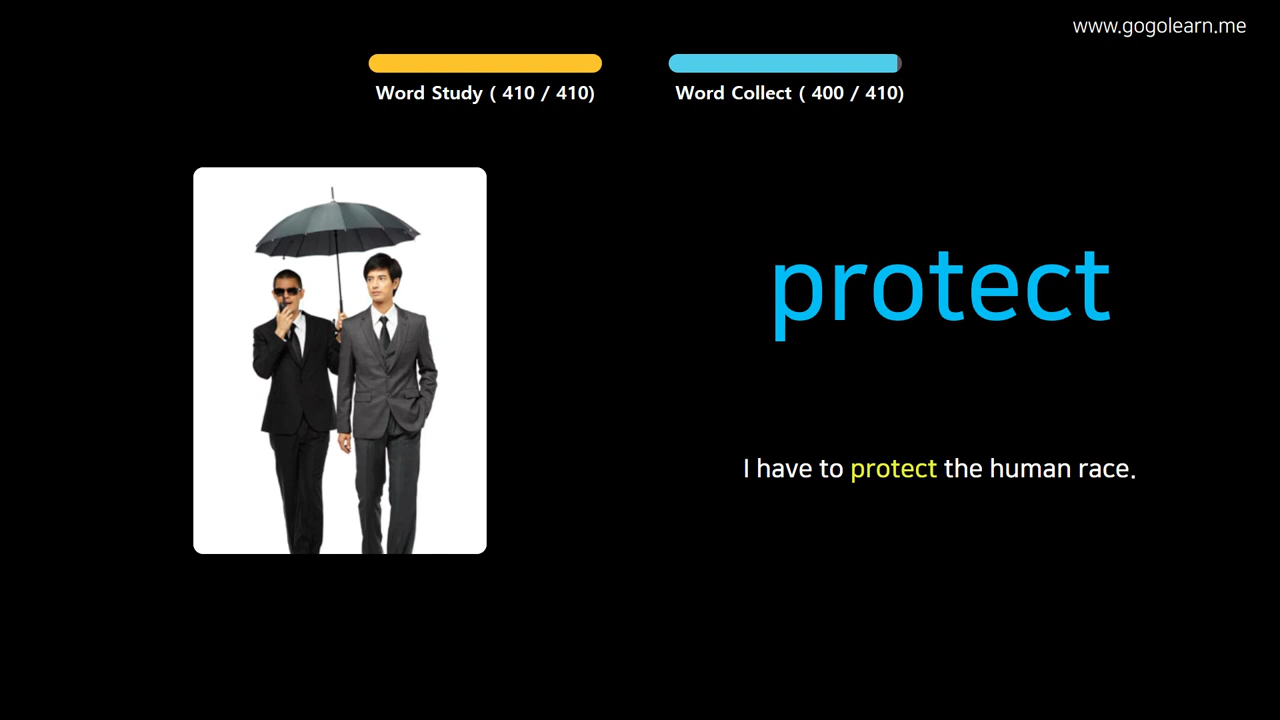 www.gogolearn.me
Word Study ( 410 / 410)
Word Collect ( 400 / 410)
protect
I have to protect the human race.